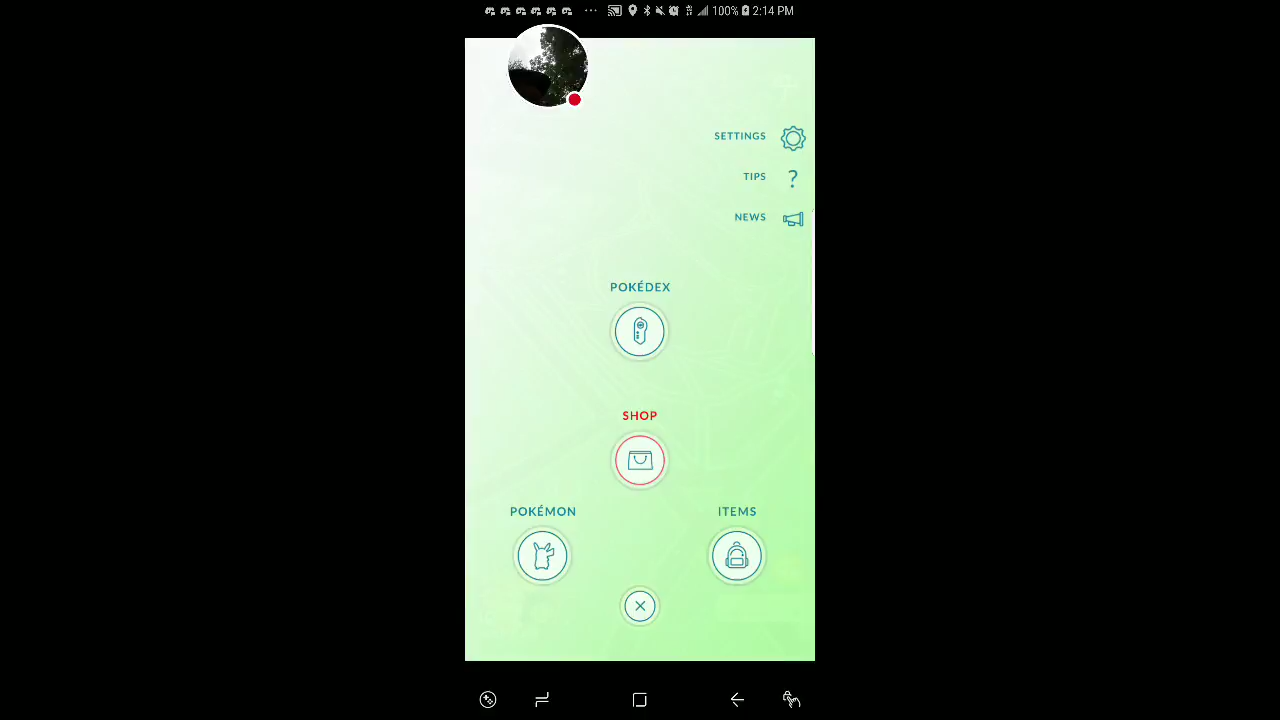 100% 2:14 PM
SETTINGS
TIPS
?
NEWS
POKÉDEX
SHOP
POKÉMON
ITEMS